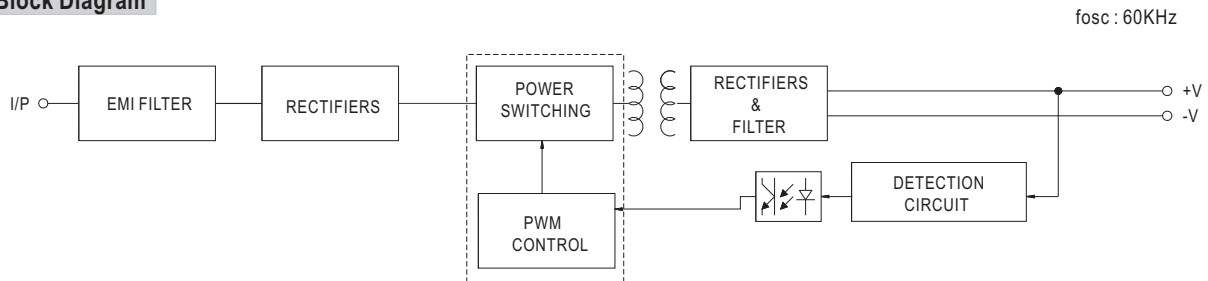 Block Diagram
fosc : 60KHz
I/P
EMI FILTER
RECTIFIERS
POWER
SWITCHING
RECTIFIERS
&
FILTER
+V
-V
DETECTION
CIRCUIT
PWM
CONTROL